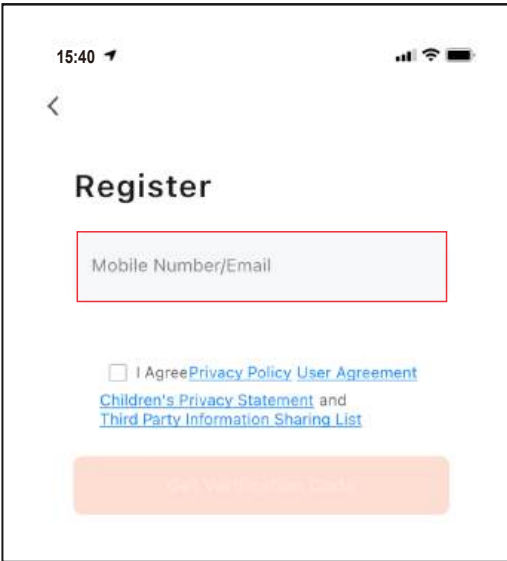 15:40
Register
Mobile Number/Email
I AgreePrivacy Policy User Agreement
Children's Privacy Statement and
Third Party Information Sharing List
Get Verification Code